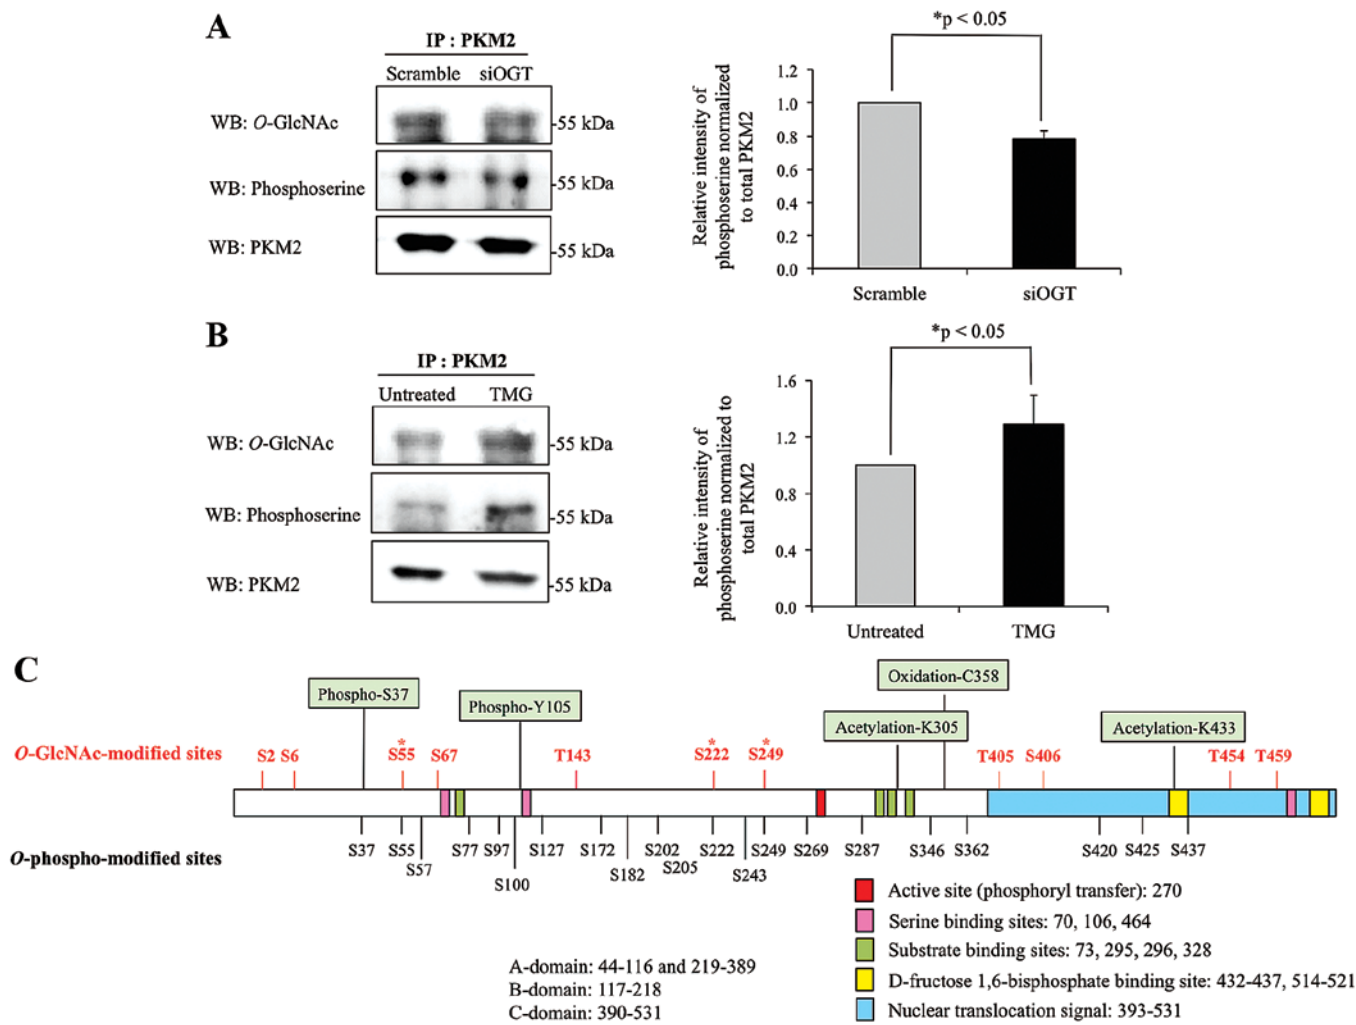 A
IP : PKM2
Scramble siOGT
WB: O-GlcNAc
-55 kDa
WB: Phosphoserine
-55 kDa
WB: PKM2
-55 kDa
*p < 0.05
Relative intensity of
phosphoserine normalized
to total PKM2
1.2
1.0
0.8
0.6
0.4
0.2
0.0
Scramble siOGT
B
IP : PKM2
Untreated TMG
WB: O-GlcNAc
-55 kDa
WB: Phosphoserine
-55 kDa
WB: PKM2
-55 kDa
*p < 0.05
Relative intensity of
phosphoserine normalized to
total PKM2
1.6
1.2
0.8
0.4
0.0
Untreated TMG
C
Oxidation-C358
Phospho-S37
Phospho-Y105
Acetylation-K305
Acetylation-K433
* * *
O-GlcNAc-modified sites
S2 S6 S55 S67 T143 S222 S249 T405 S406 T454 T459
O-phospho-modified sites
S37 S55 S77 S97 S127 S172 S202 S222 S249 S269 S287 S346 S362 S420 S425 S437
S57 S100 S182 S205 S243
Active site (phosphoryl transfer): 270
Serine binding sites: 70, 106, 464
Substrate binding sites: 73, 295, 296, 328
D-fructose 1,6-bisphosphate binding site: 432-437, 514-521
Nuclear translocation signal: 393-531
A-domain: 44-116 and 219-389
B-domain: 117-218
C-domain: 390-531